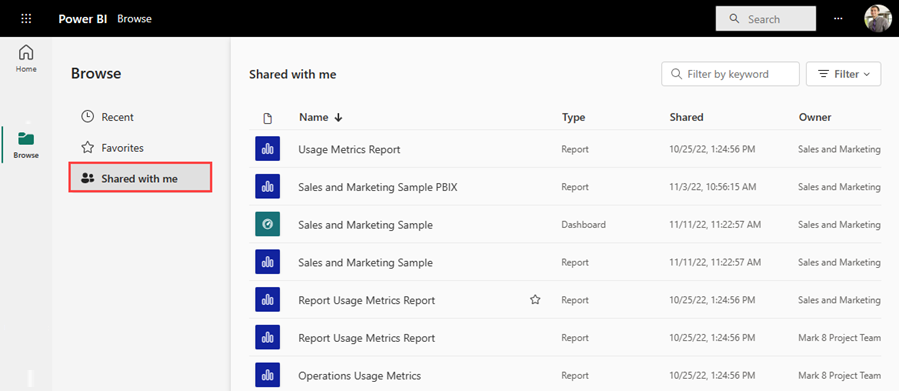 Power BI Browse Search ...
Home
Browse
Browse
Recent
Favorites
Shared with me
Shared with me Filter by keyword Filter
Name Type Shared Owner
Usage Metrics Report Report 10/25/22, 1:24:56 PM Sales and Marketing
Sales and Marketing Sample PBIX Report 11/3/22, 10:56:15 AM Sales and Marketing
Sales and Marketing Sample Dashboard 11/11/22, 11:22:57 AM Sales and Marketing
Sales and Marketing Sample Report 11/11/22, 11:22:57 AM Sales and Marketing
Report Usage Metrics Report Report 10/25/22, 1:24:56 PM Sales and Marketing
Report Usage Metrics Report Report 10/25/22, 1:24:56 PM Mark 8 Project Team
Operations Usage Metrics Report 10/25/22, 1:24:56 PM Mark 8 Project Team